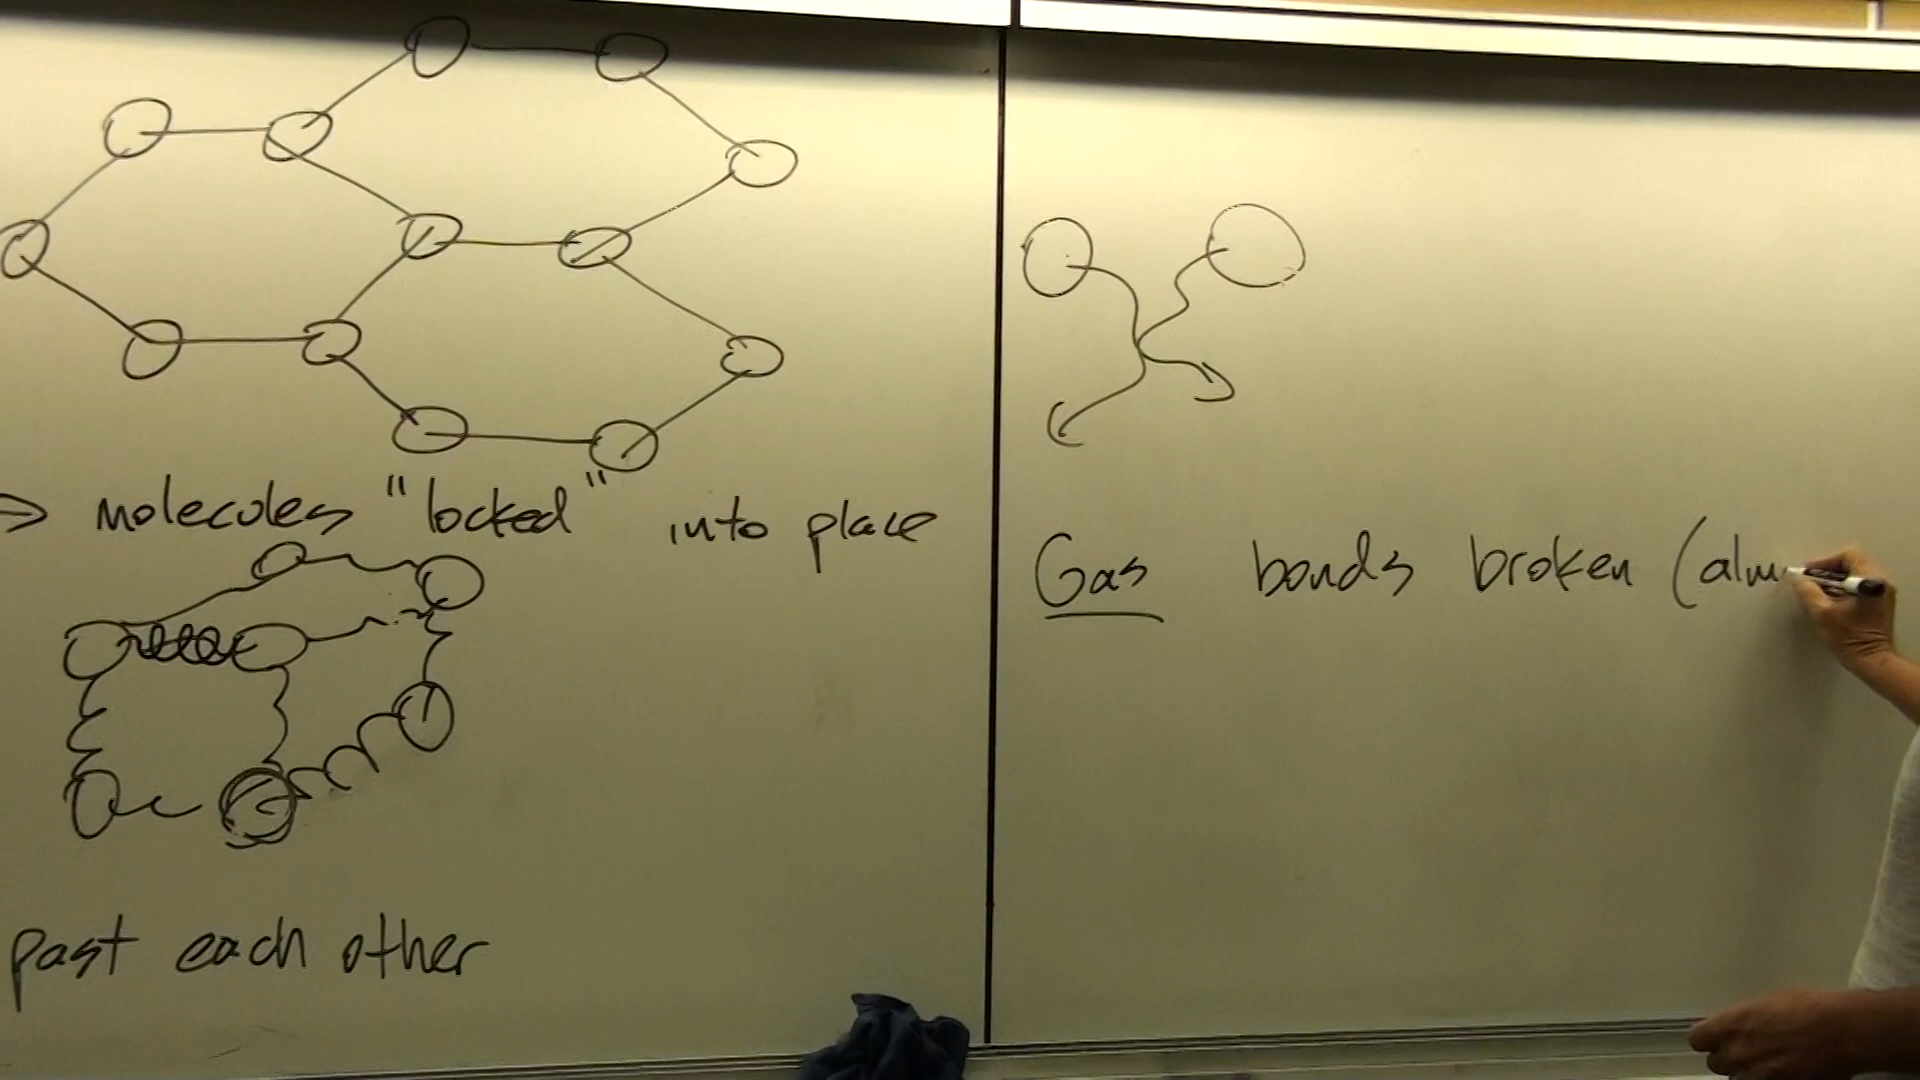 → molecules "locked" into place
past each other
Gas bonds broken (alm